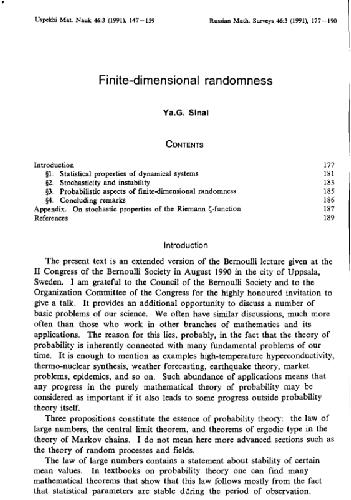 Uspekhi Mat. Nauk 46:3 (1991), 147–159
Russian Math. Surveys 46:3 (1991), 177–190
Finite-dimensional randomness
Ya.G. Sinai
CONTENTS
Introduction 177
§1. Statistical properties of dynamical systems 181
§2. Stochasticity and instability 183
§3. Probabilistic aspects of finite-dimensional randomness 185
§4. Concluding remarks 186
Appendix. On stochastic properties of the Riemann ζ-function 187
References 189
Introduction
The present text is an extended version of the Bernoulli lecture given at the
II Congress of the Bernoulli Society in August 1990 in the city of Uppsala,
Sweden. I am grateful to the Council of the Bernoulli Society and to the
Organization Committee of the Congress for the highly honoured invitation to
give a talk. It provides an additional opportunity to discuss a number of
basic problems of our science. We often have similar discussions, much more
often than those who work in other branches of mathematics and its
applications. The reason for this lies, probably, in the fact that the theory of
probability is inherently connected with many fundamental problems of our
time. It is enough to mention as examples high-temperature hyperconductivity,
thermo-nuclear synthesis, weather forecasting, earthquake theory, market
problems, epidemics, and so on. Such abundance of applications means that
any progress in the purely mathematical theory of probability may be
considered as important if it also leads to some progress outside probability
theory itself.
Three propositions constitute the essence of probability theory: the law of
large numbers, the central limit theorem, and theorems of ergodic type in the
theory of Markov chains. I do not mean here more advanced sections such as
the theory of random processes and fields.
The law of large numbers contains a statement about stability of certain
mean values. In textbooks on probability theory one can find many
mathematical theorems that show that this law follows mostly from the fact
that statistical parameters are stable during the period of observation.